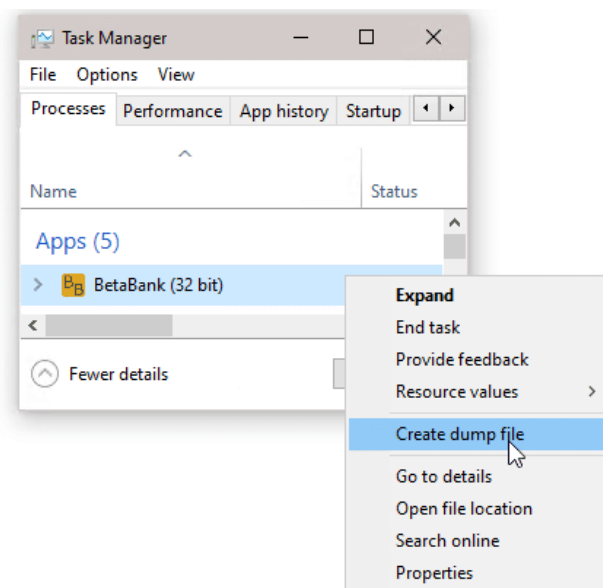 Task Manager
File Options View
Processes Performance App history Startup
Name Status
Apps (5)
BB BetaBank (32 bit)
Fewer details
Expand
End task
Provide feedback
Resource values
Create dump file
Go to details
Open file location
Search online
Properties